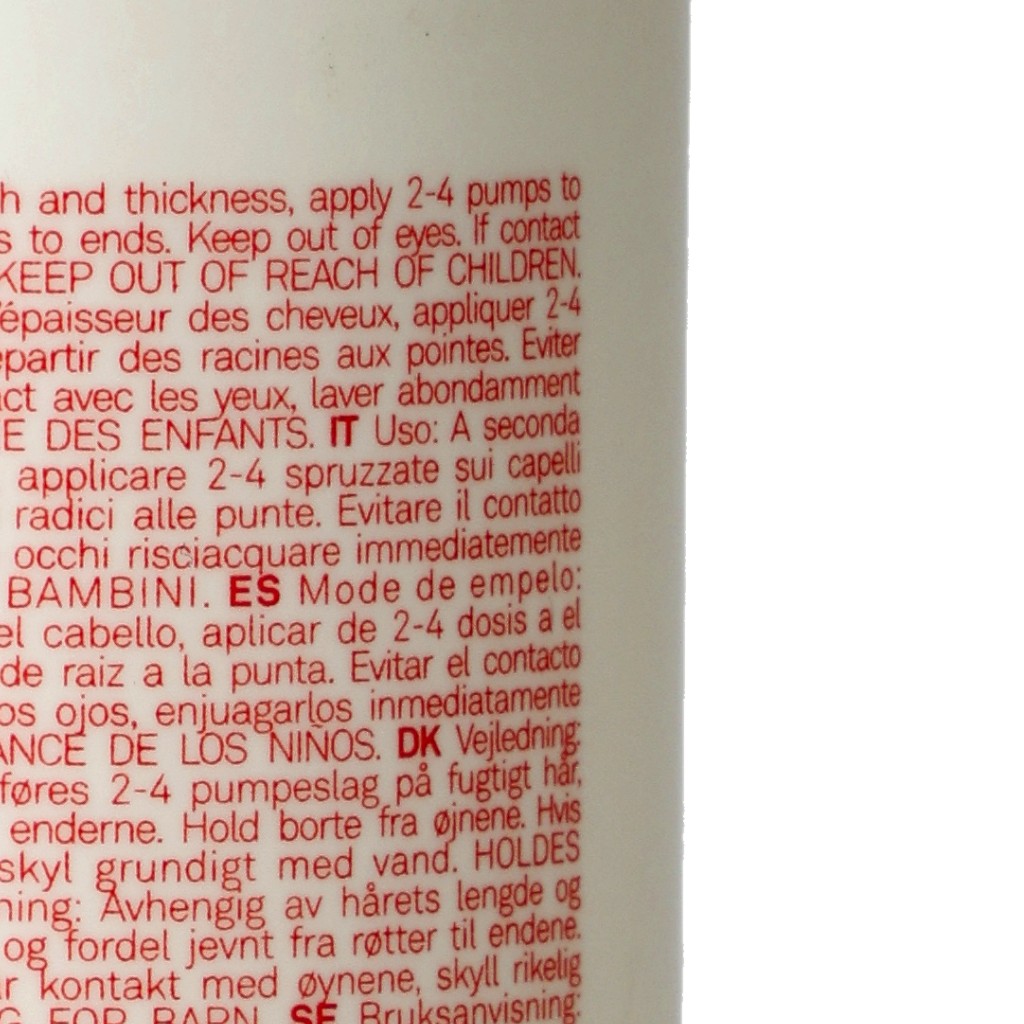 h and thickness, apply 2-4 pumps to
s to ends. Keep out of eyes. If contact
KEEP OUT OF REACH OF CHILDREN.
'épaisseur des cheveux, appliquer 2-4
épartir des racines aux pointes. Eviter
act avec les yeux, laver abondamment
E DES ENFANTS. IT Uso: A seconda
applicare 2-4 spruzzate sui capelli
radici alle punte. Evitare il contatto
occhi risciacquare immediatemente
BAMBINI. ES Mode de empelo:
el cabello, aplicar de 2-4 dosis a el
de raiz a la punta. Evitar el contacto
os ojos, enjuagarlos inmediatamente
ANCE DE LOS NIÑOS. DK Vejledning:
føres 2-4 pumpeslag på fugtigt hår,
enderne. Hold borte fra øjnene. Hvis
skyl grundigt med vand. HOLDES
ning: Avhengig av hårets lengde og
og fordel jevnt fra røtter til endene.
r kontakt med øynene, skyll rikelig
G FOR BARN. SE Bruksanvisning: